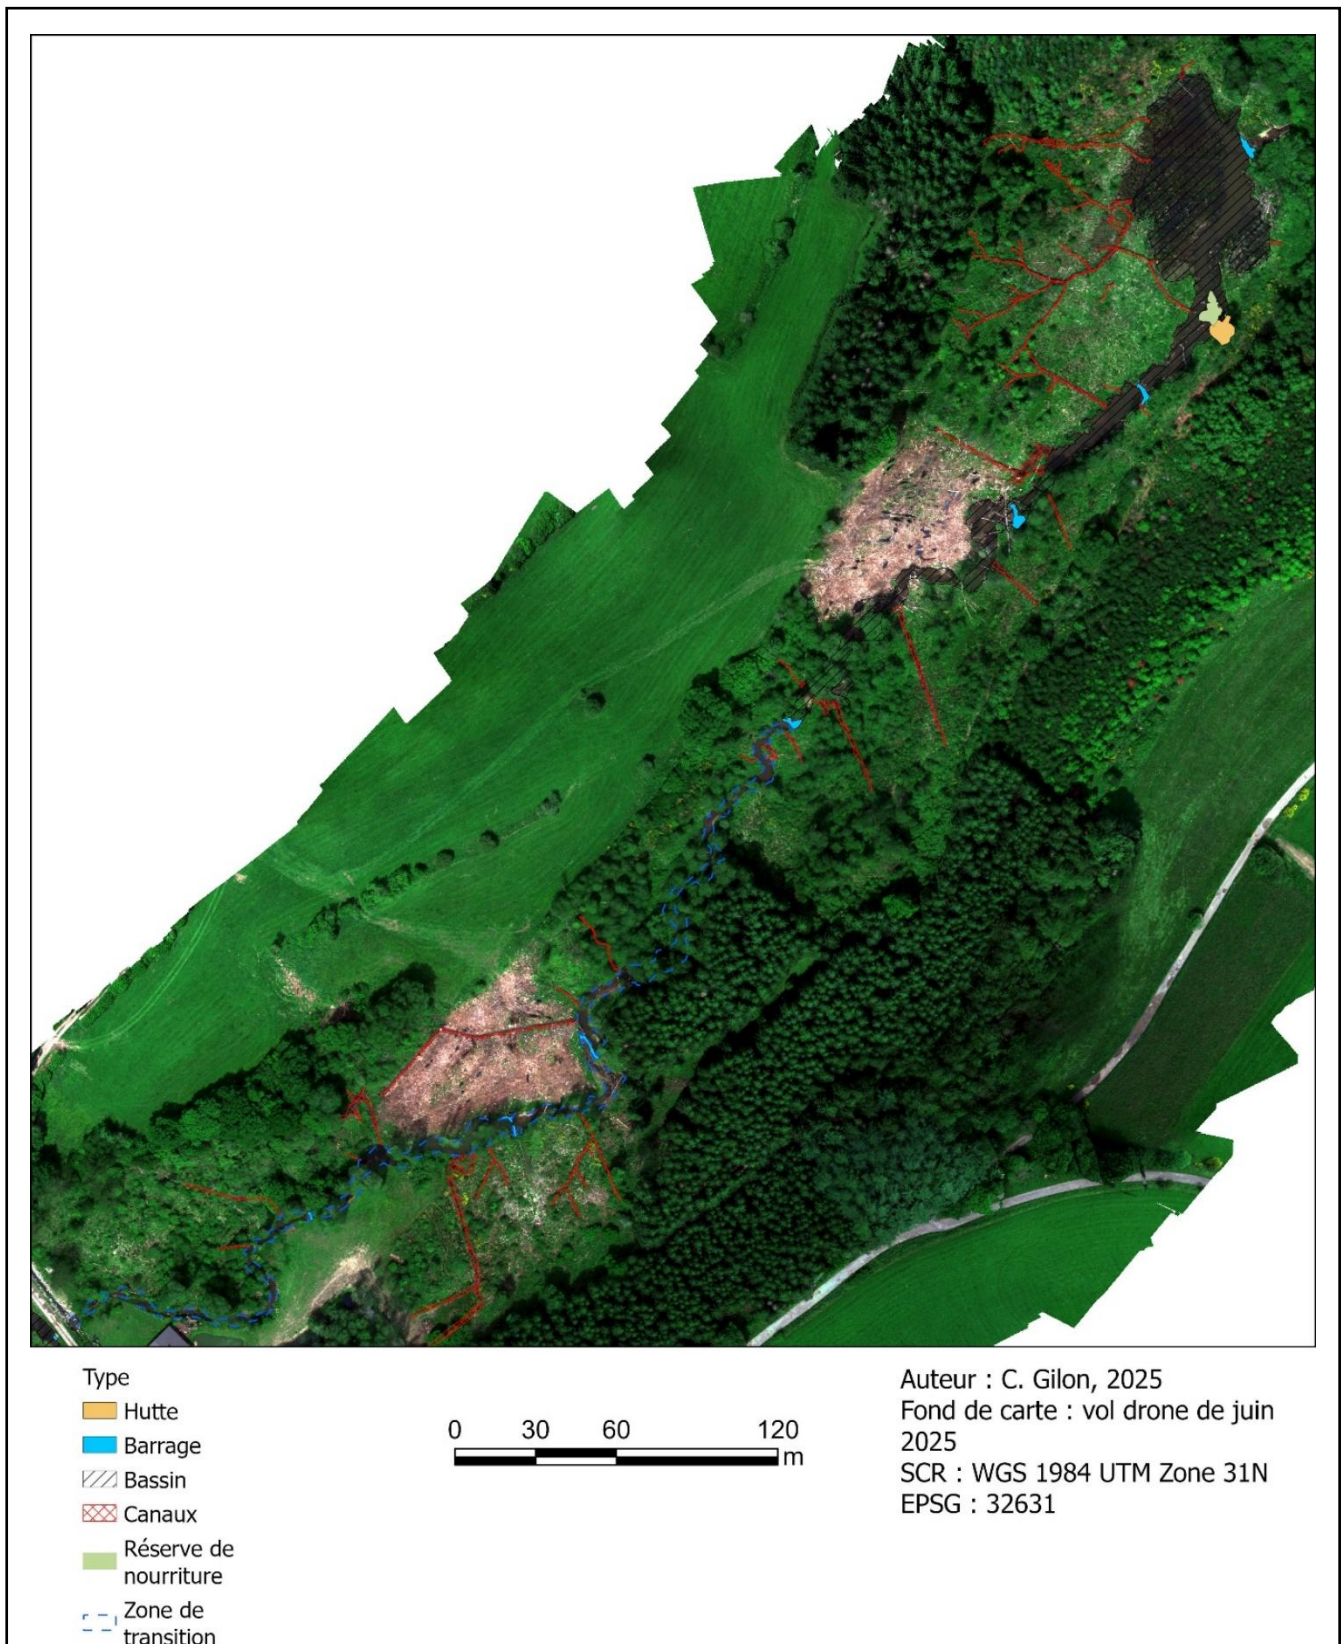 Type
Hutte
Barrage
Bassin
Canaux
Réserve de
nourriture
Zone de
transition
0 30 60 120
m
Auteur : C. Gilon, 2025
Fond de carte : vol drone de juin
2025
SCR : WGS 1984 UTM Zone 31N
EPSG : 32631